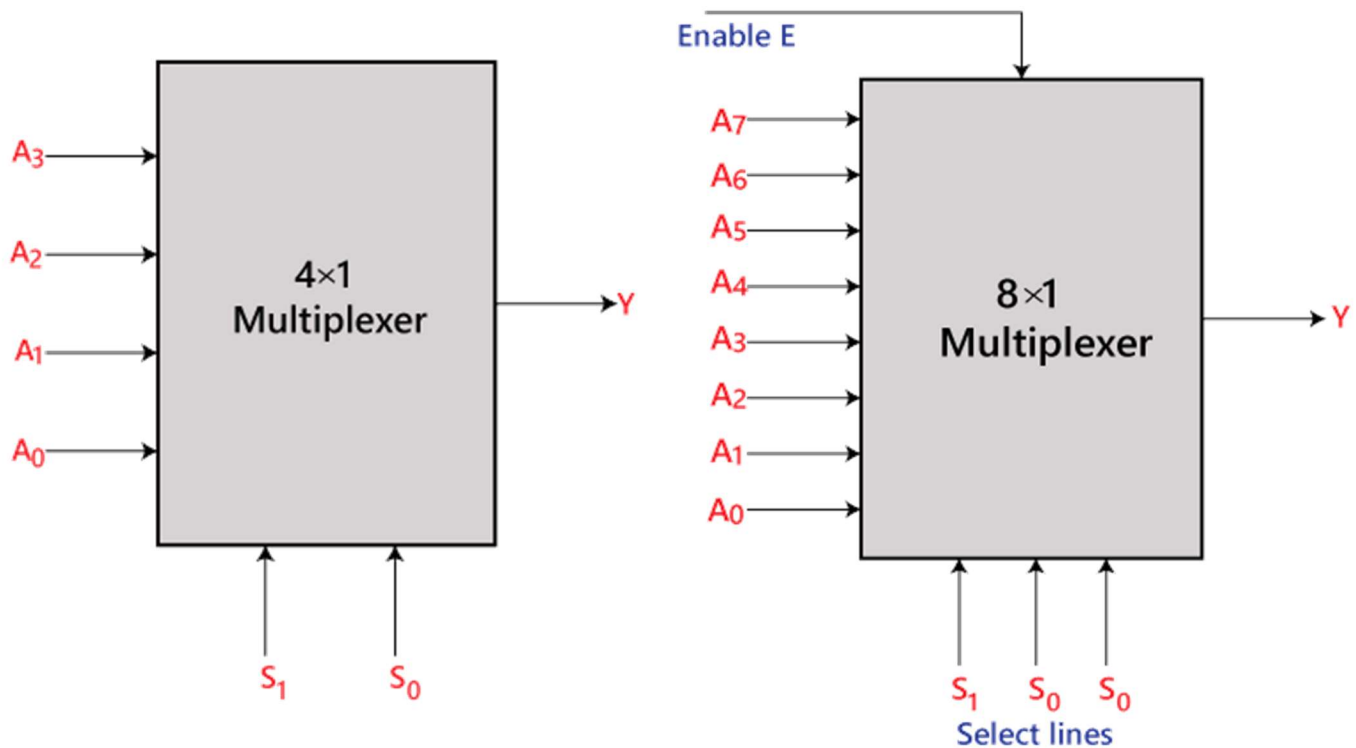 A3
A2
A1
A0
4×1
Multiplexer
Y
S1
S0
Enable E
A7
A6
A5
A4
A3
A2
A1
A0
8×1
Multiplexer
Y
S1 S0 S0
Select lines